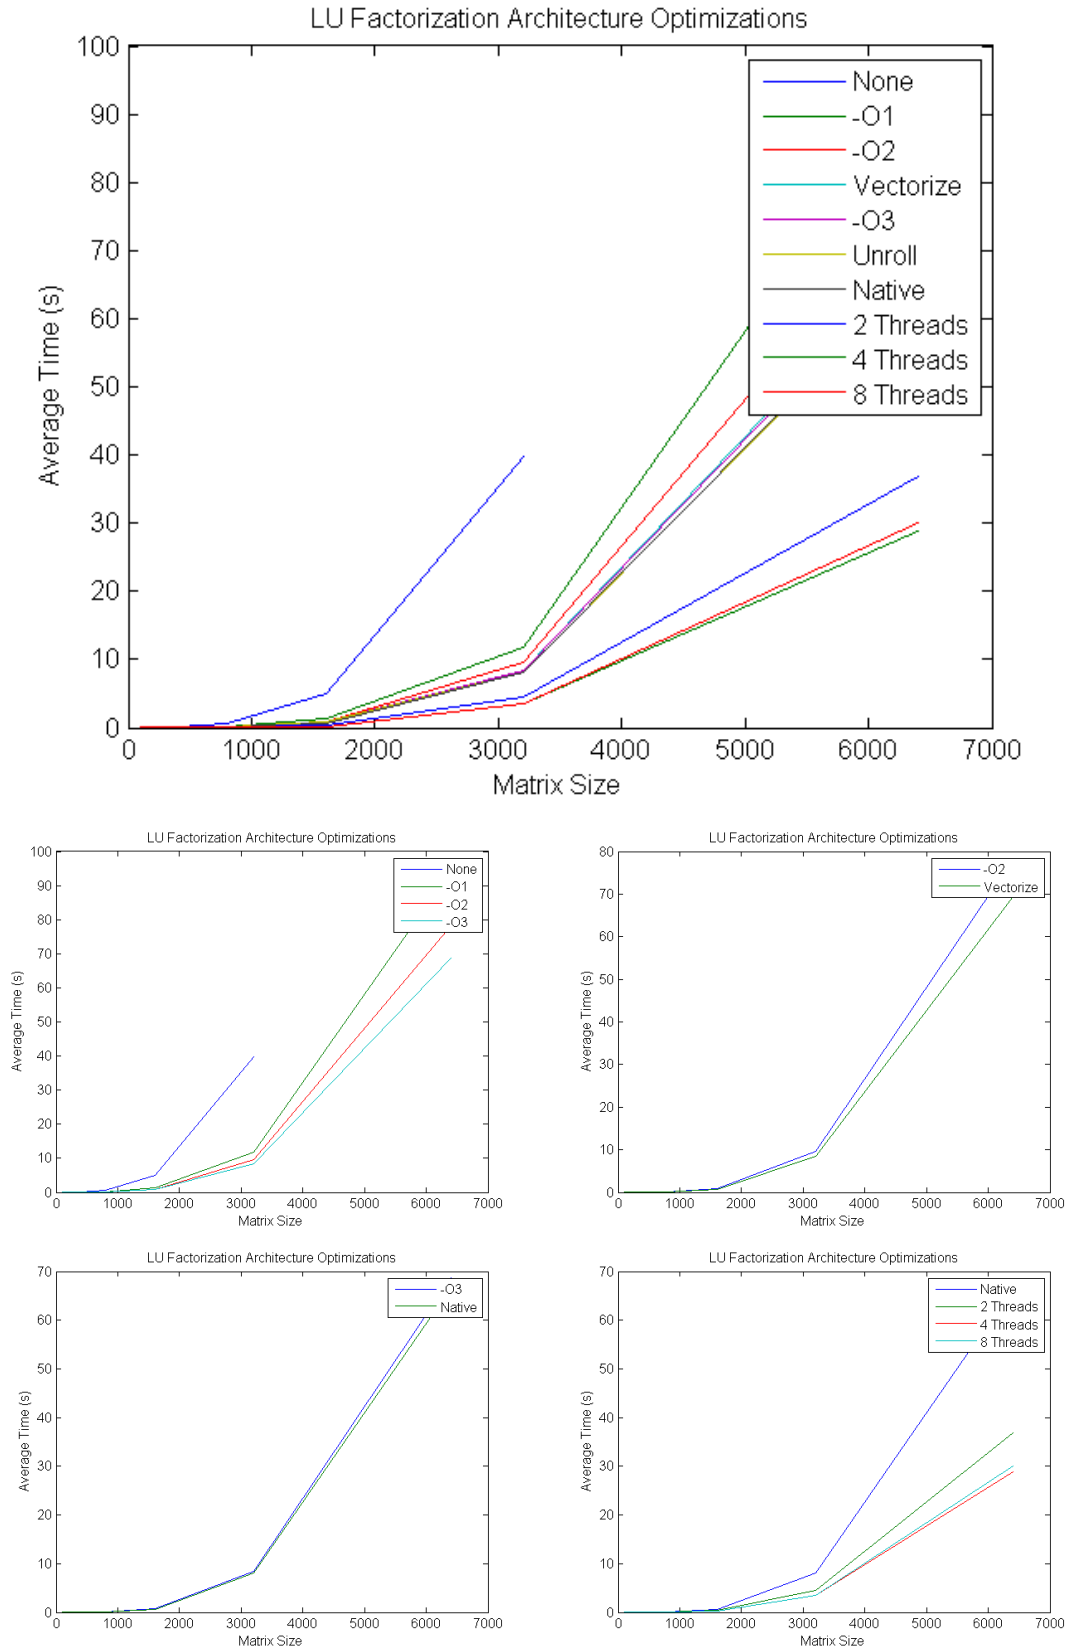 LU Factorization Architecture Optimizations
100
90
80
70
60
50
40
30
20
10
0
Average Time (s)
None
-O1
-O2
Vectorize
-O3
Unroll
Native
2 Threads
4 Threads
8 Threads
0 1000 2000 3000 4000 5000 6000 7000
Matrix Size
LU Factorization Architecture Optimizations
100
90
80
70
60
50
40
30
20
10
0
Average Time (s)
None
-O1
-O2
-O3
0 1000 2000 3000 4000 5000 6000 7000
Matrix Size
LU Factorization Architecture Optimizations
80
70
60
50
40
30
20
10
0
Average Time (s)
-O2
Vectorize
0 1000 2000 3000 4000 5000 6000 7000
Matrix Size
LU Factorization Architecture Optimizations
70
60
50
40
30
20
10
0
Average Time (s)
-O3
Native
0 1000 2000 3000 4000 5000 6000 7000
Matrix Size
LU Factorization Architecture Optimizations
70
60
50
40
30
20
10
0
Average Time (s)
Native
2 Threads
4 Threads
8 Threads
0 1000 2000 3000 4000 5000 6000 7000
Matrix Size